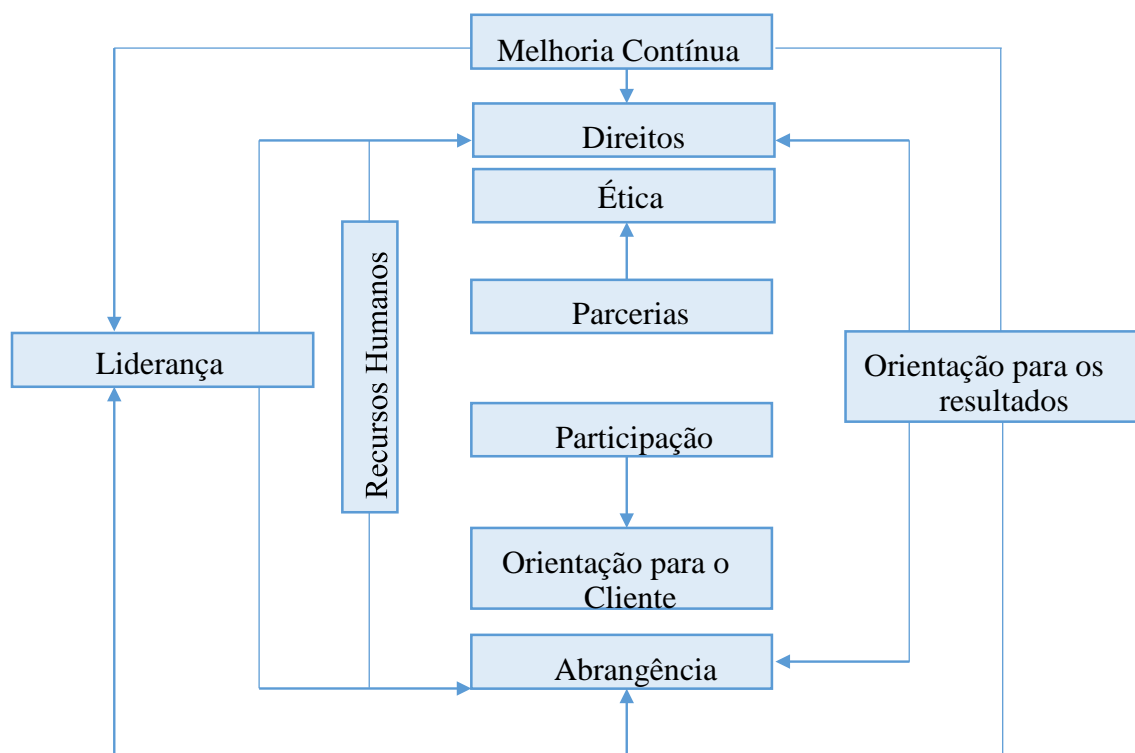 Melhoria Contínua
Direitos
Ética
Parcerias
Recursos Humanos
Liderança
Orientação para os
resultados
Participação
Orientação para o
Cliente
Abrangência